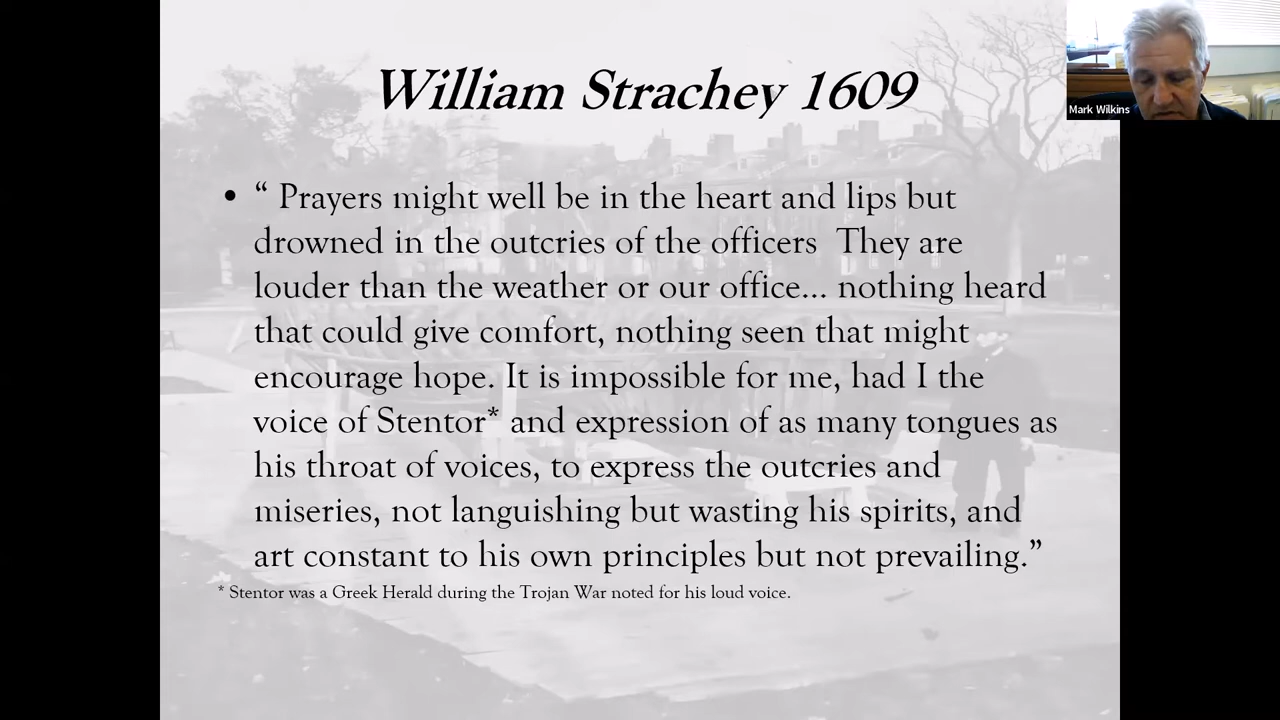 William Strachey 1609
Mark Wilkins
• “ Prayers might well be in the heart and lips but
drowned in the outcries of the officers  They are
louder than the weather or our office... nothing heard
that could give comfort, nothing seen that might
encourage hope. It is impossible for me, had I the
voice of Stentor* and expression of as many tongues as
his throat of voices, to express the outcries and
miseries, not languishing but wasting his spirits, and
art constant to his own principles but not prevailing.”
* Stentor was a Greek Herald during the Trojan War noted for his loud voice.